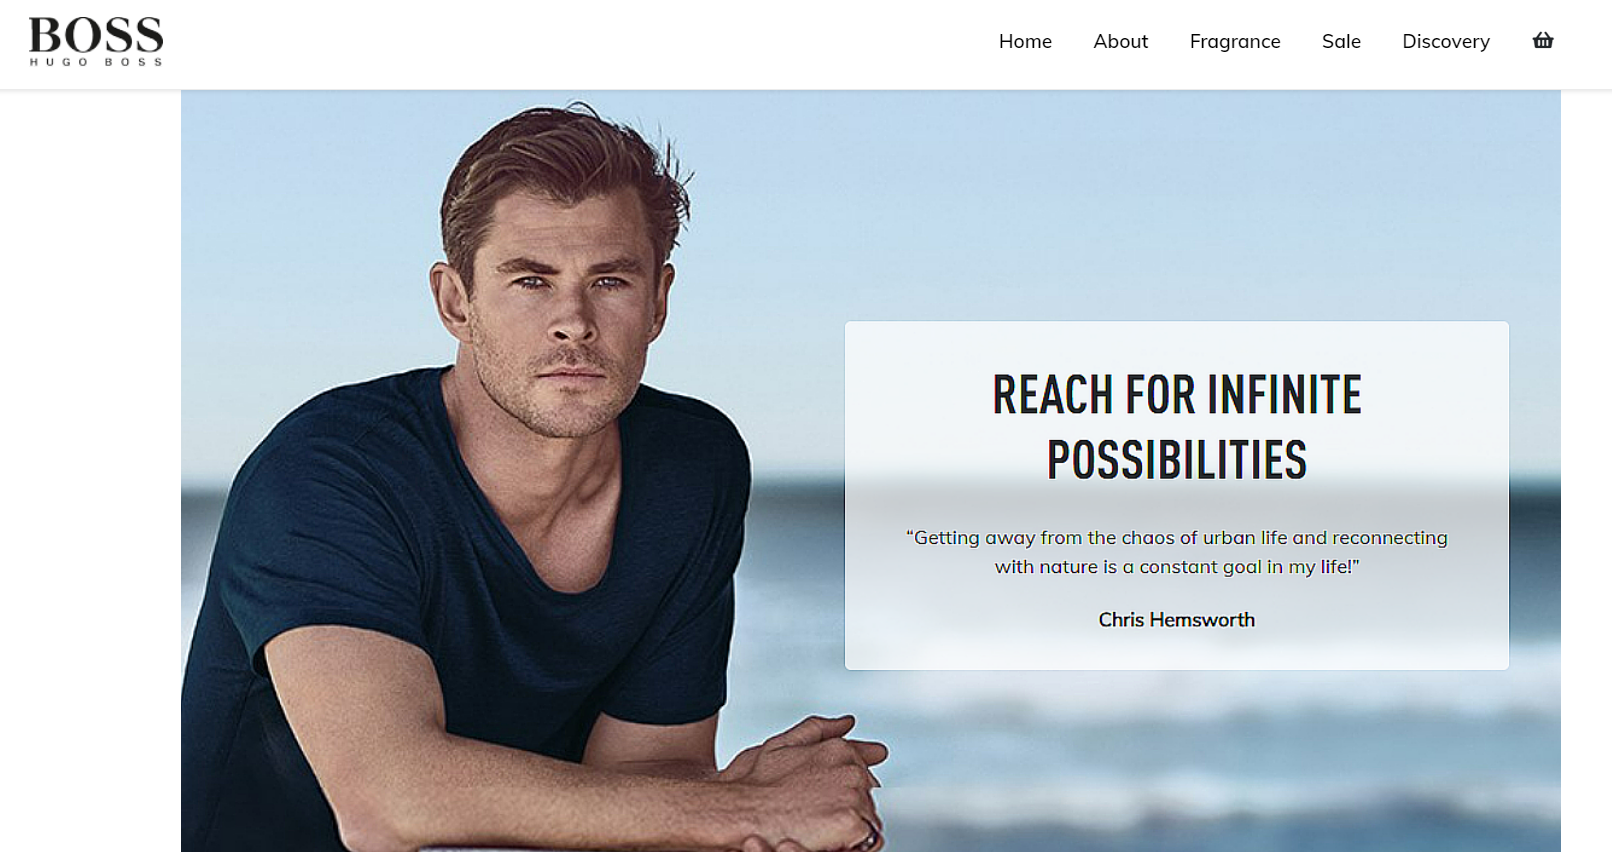 BOSS
HUGO BOSS
Home About Fragrance Sale Discovery
REACH FOR INFINITE
POSSIBILITIES
“Getting away from the chaos of urban life and reconnecting
with nature is a constant goal in my life!”
Chris Hemsworth